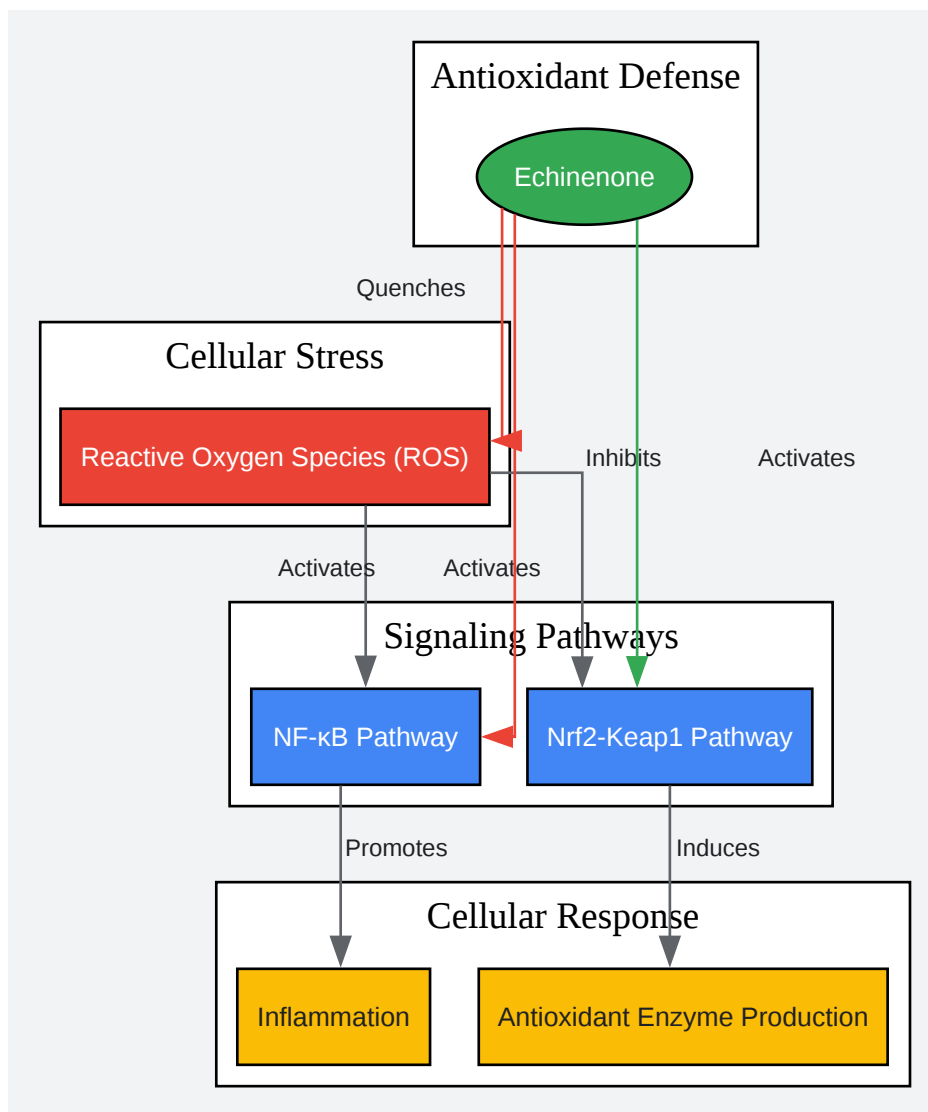 Antioxidant Defense
Echinenone
Quenches
Cellular Stress
Reactive Oxygen Species (ROS)
Inhibits
Activates
Activates
Activates
Signaling Pathways
NF-κB Pathway
Nrf2-Keap1 Pathway
Promotes
Induces
Cellular Response
Inflammation
Antioxidant Enzyme Production